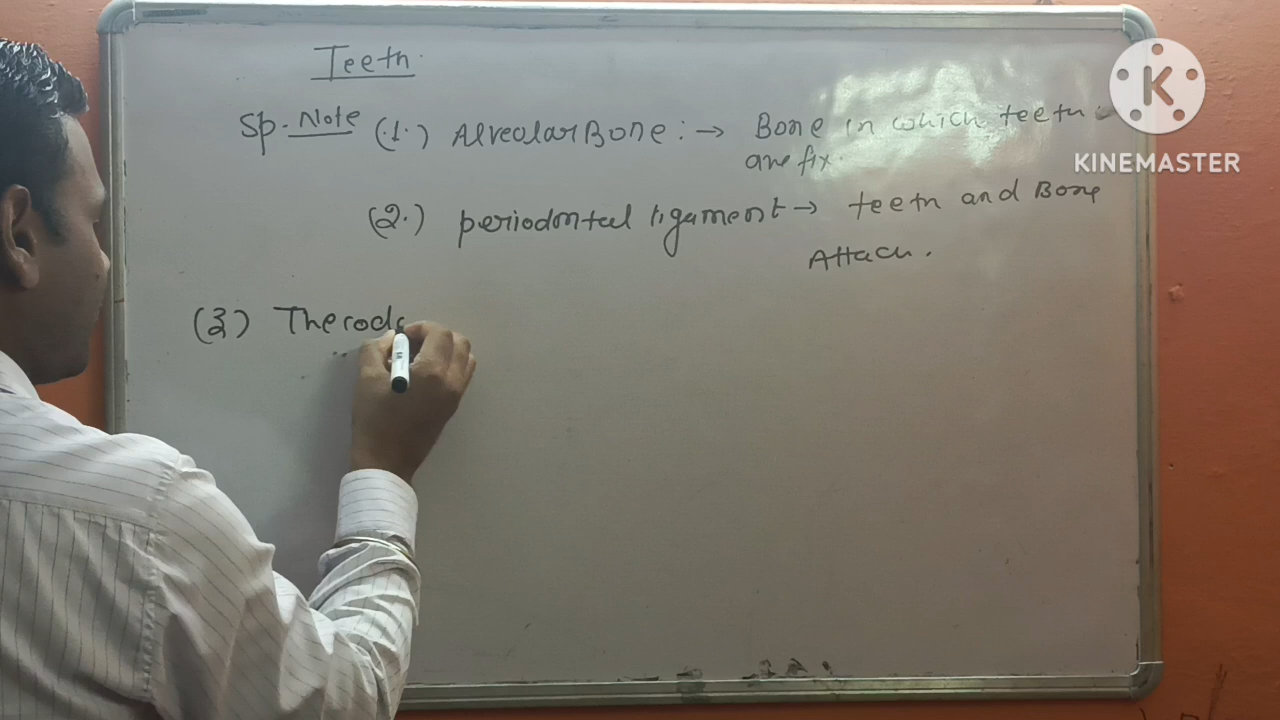 Teeth.
Sp. Note (1.) Alveolar Bone :→ Bone in which teeth
are fix.
(2.) periodontal ligament → teeth and Bone
Attach.
(3) Thecod
K
KINEMASTER